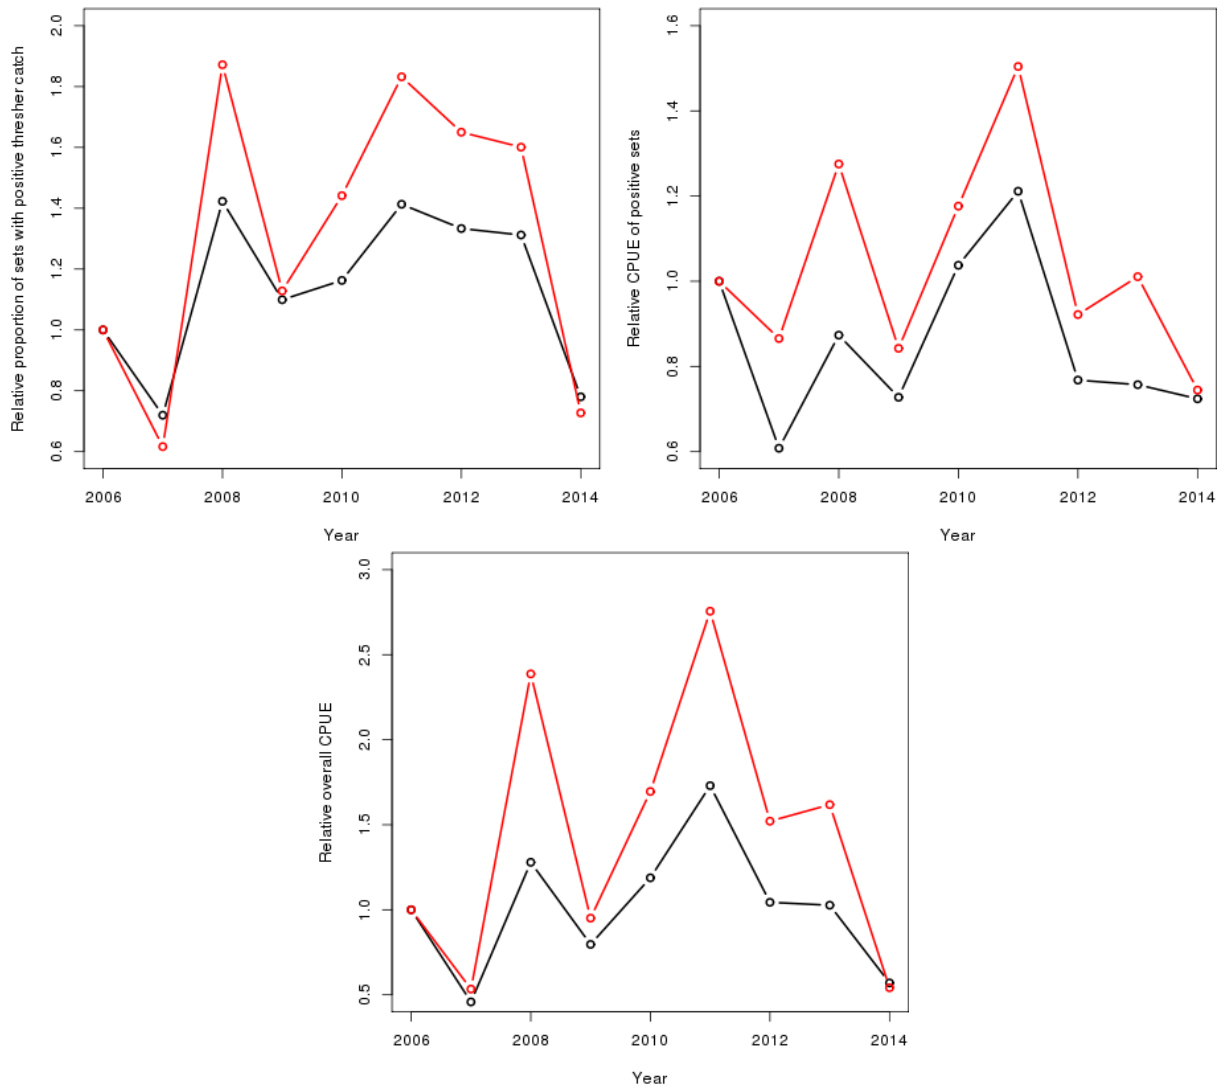 Relative proportion of sets with positive thresher catch
2.0
1.8
1.6
1.4
1.2
1.0
0.8
0.6
2006 2008 2010 2012 2014
Year
Relative CPUE of positive sets
1.6
1.4
1.2
1.0
0.8
0.6
2006 2008 2010 2012 2014
Year
Relative overall CPUE
3.0
2.5
2.0
1.5
1.0
0.5
2006 2008 2010 2012 2014
Year